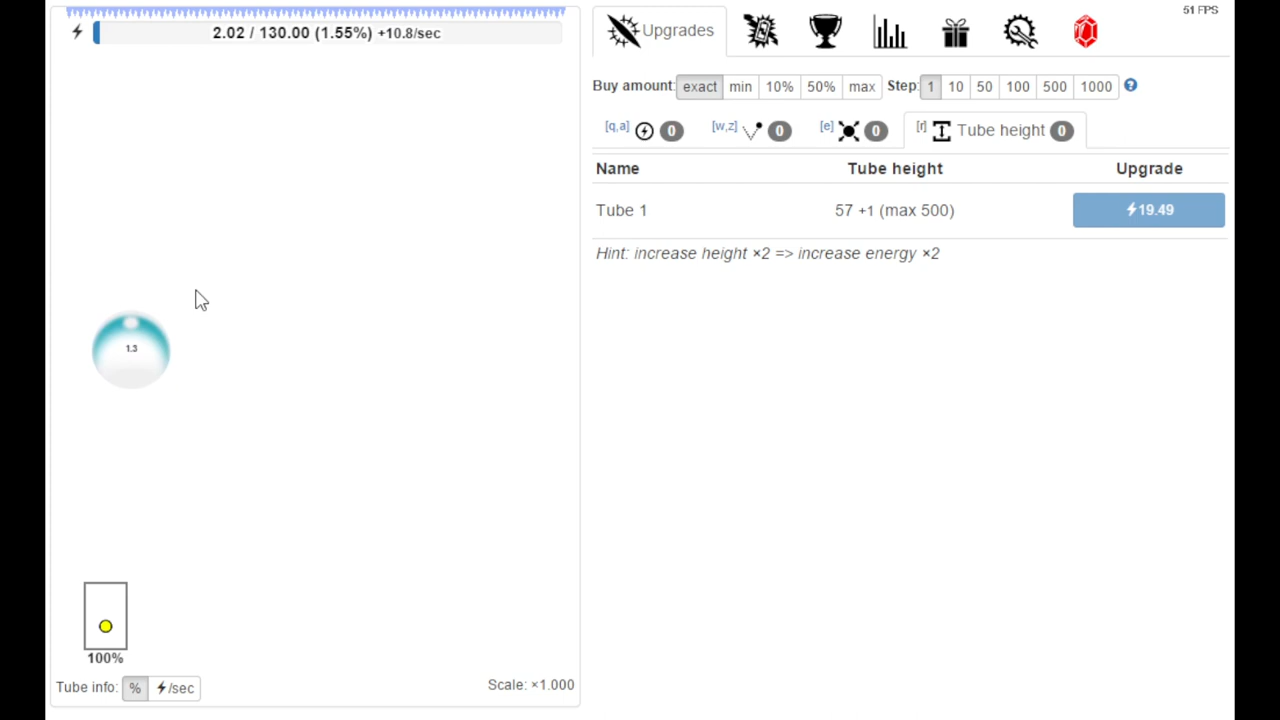 51 FPS
2.02 / 130.00 (1.55%) +10.8/sec
Upgrades
Buy amount: exact min 10% 50% max Step: 1 10 50 100 500 1000 ?
[q,a] 0 [w,z] 0 [e] 0 [r] Tube height 0
Name Tube height Upgrade
Tube 1 57 +1 (max 500) 19.49
Hint: increase height ×2 => increase energy ×2
1.3
100%
Tube info: % /sec Scale: ×1.000